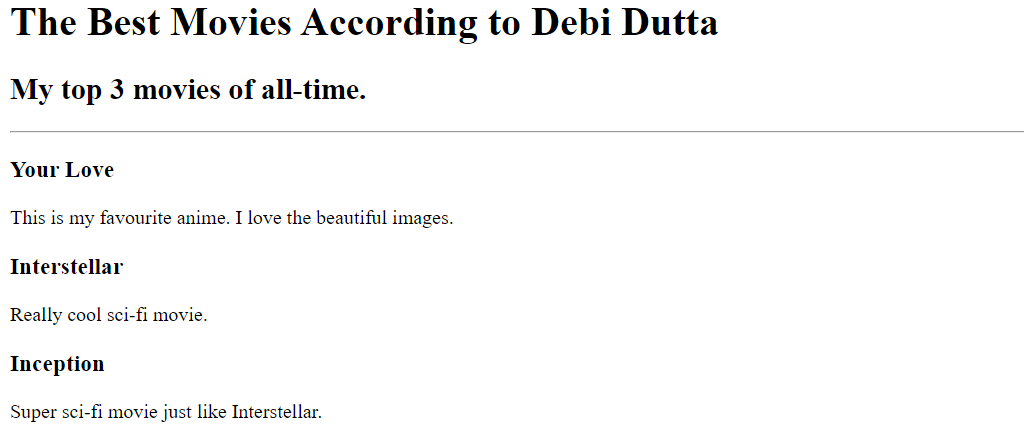 The Best Movies According to Debi Dutta
My top 3 movies of all-time.
Your Love
This is my favourite anime. I love the beautiful images.
Interstellar
Really cool sci-fi movie.
Inception
Super sci-fi movie just like Interstellar.